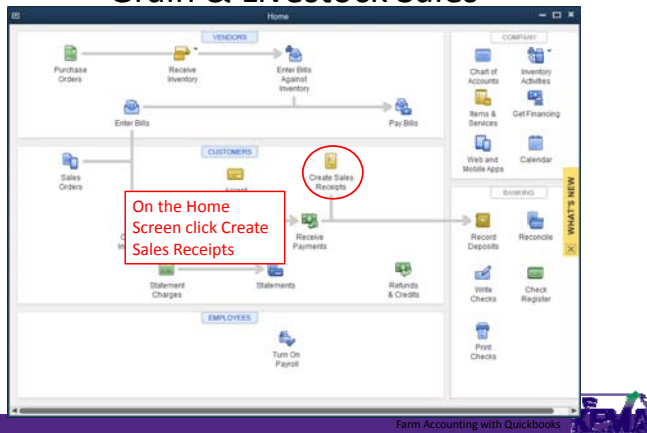 Grain & Livestock Sales
Home
VENDORS
COMPANY
Purchase
Orders
Receive
Inventory
Enter Bills
Against
Inventory
Chart of
Accounts
Inventory
Activities
Enter Bills
Pay Bills
Items &
Services
Get Financing
CUSTOMERS
Web and
Mobile Apps
Calendar
Sales
Orders
Create Sales
Receipts
WHAT'S NEW
BANKING
On the Home
Screen click Create
Sales Receipts
Receive
Payments
Record
Deposits
Reconcile
Statement
Charges
Statements
Refunds
& Credits
Write
Checks
Check
Register
EMPLOYEES
Turn On
Payroll
Print
Checks
Farm Accounting with Quickbooks
KFMA